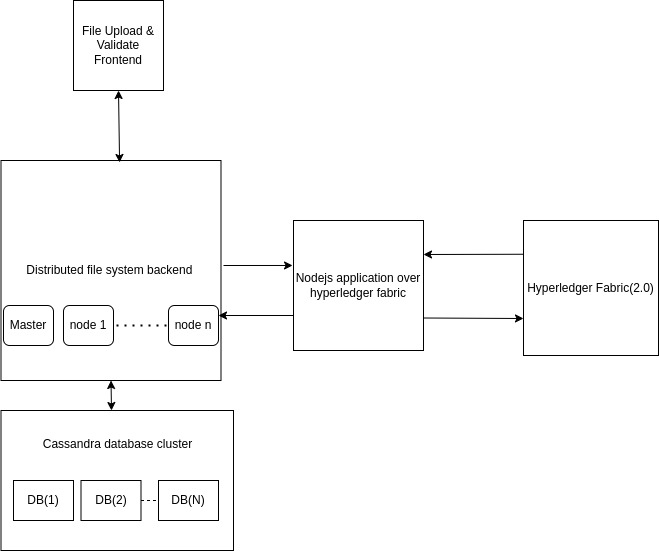 File Upload &
Validate
Frontend
Distributed file system backend
Master
node 1
node n
Nodejs application over
hyperledger fabric
Hyperledger Fabric(2.0)
Cassandra database cluster
DB(1)
DB(2)
DB(N)